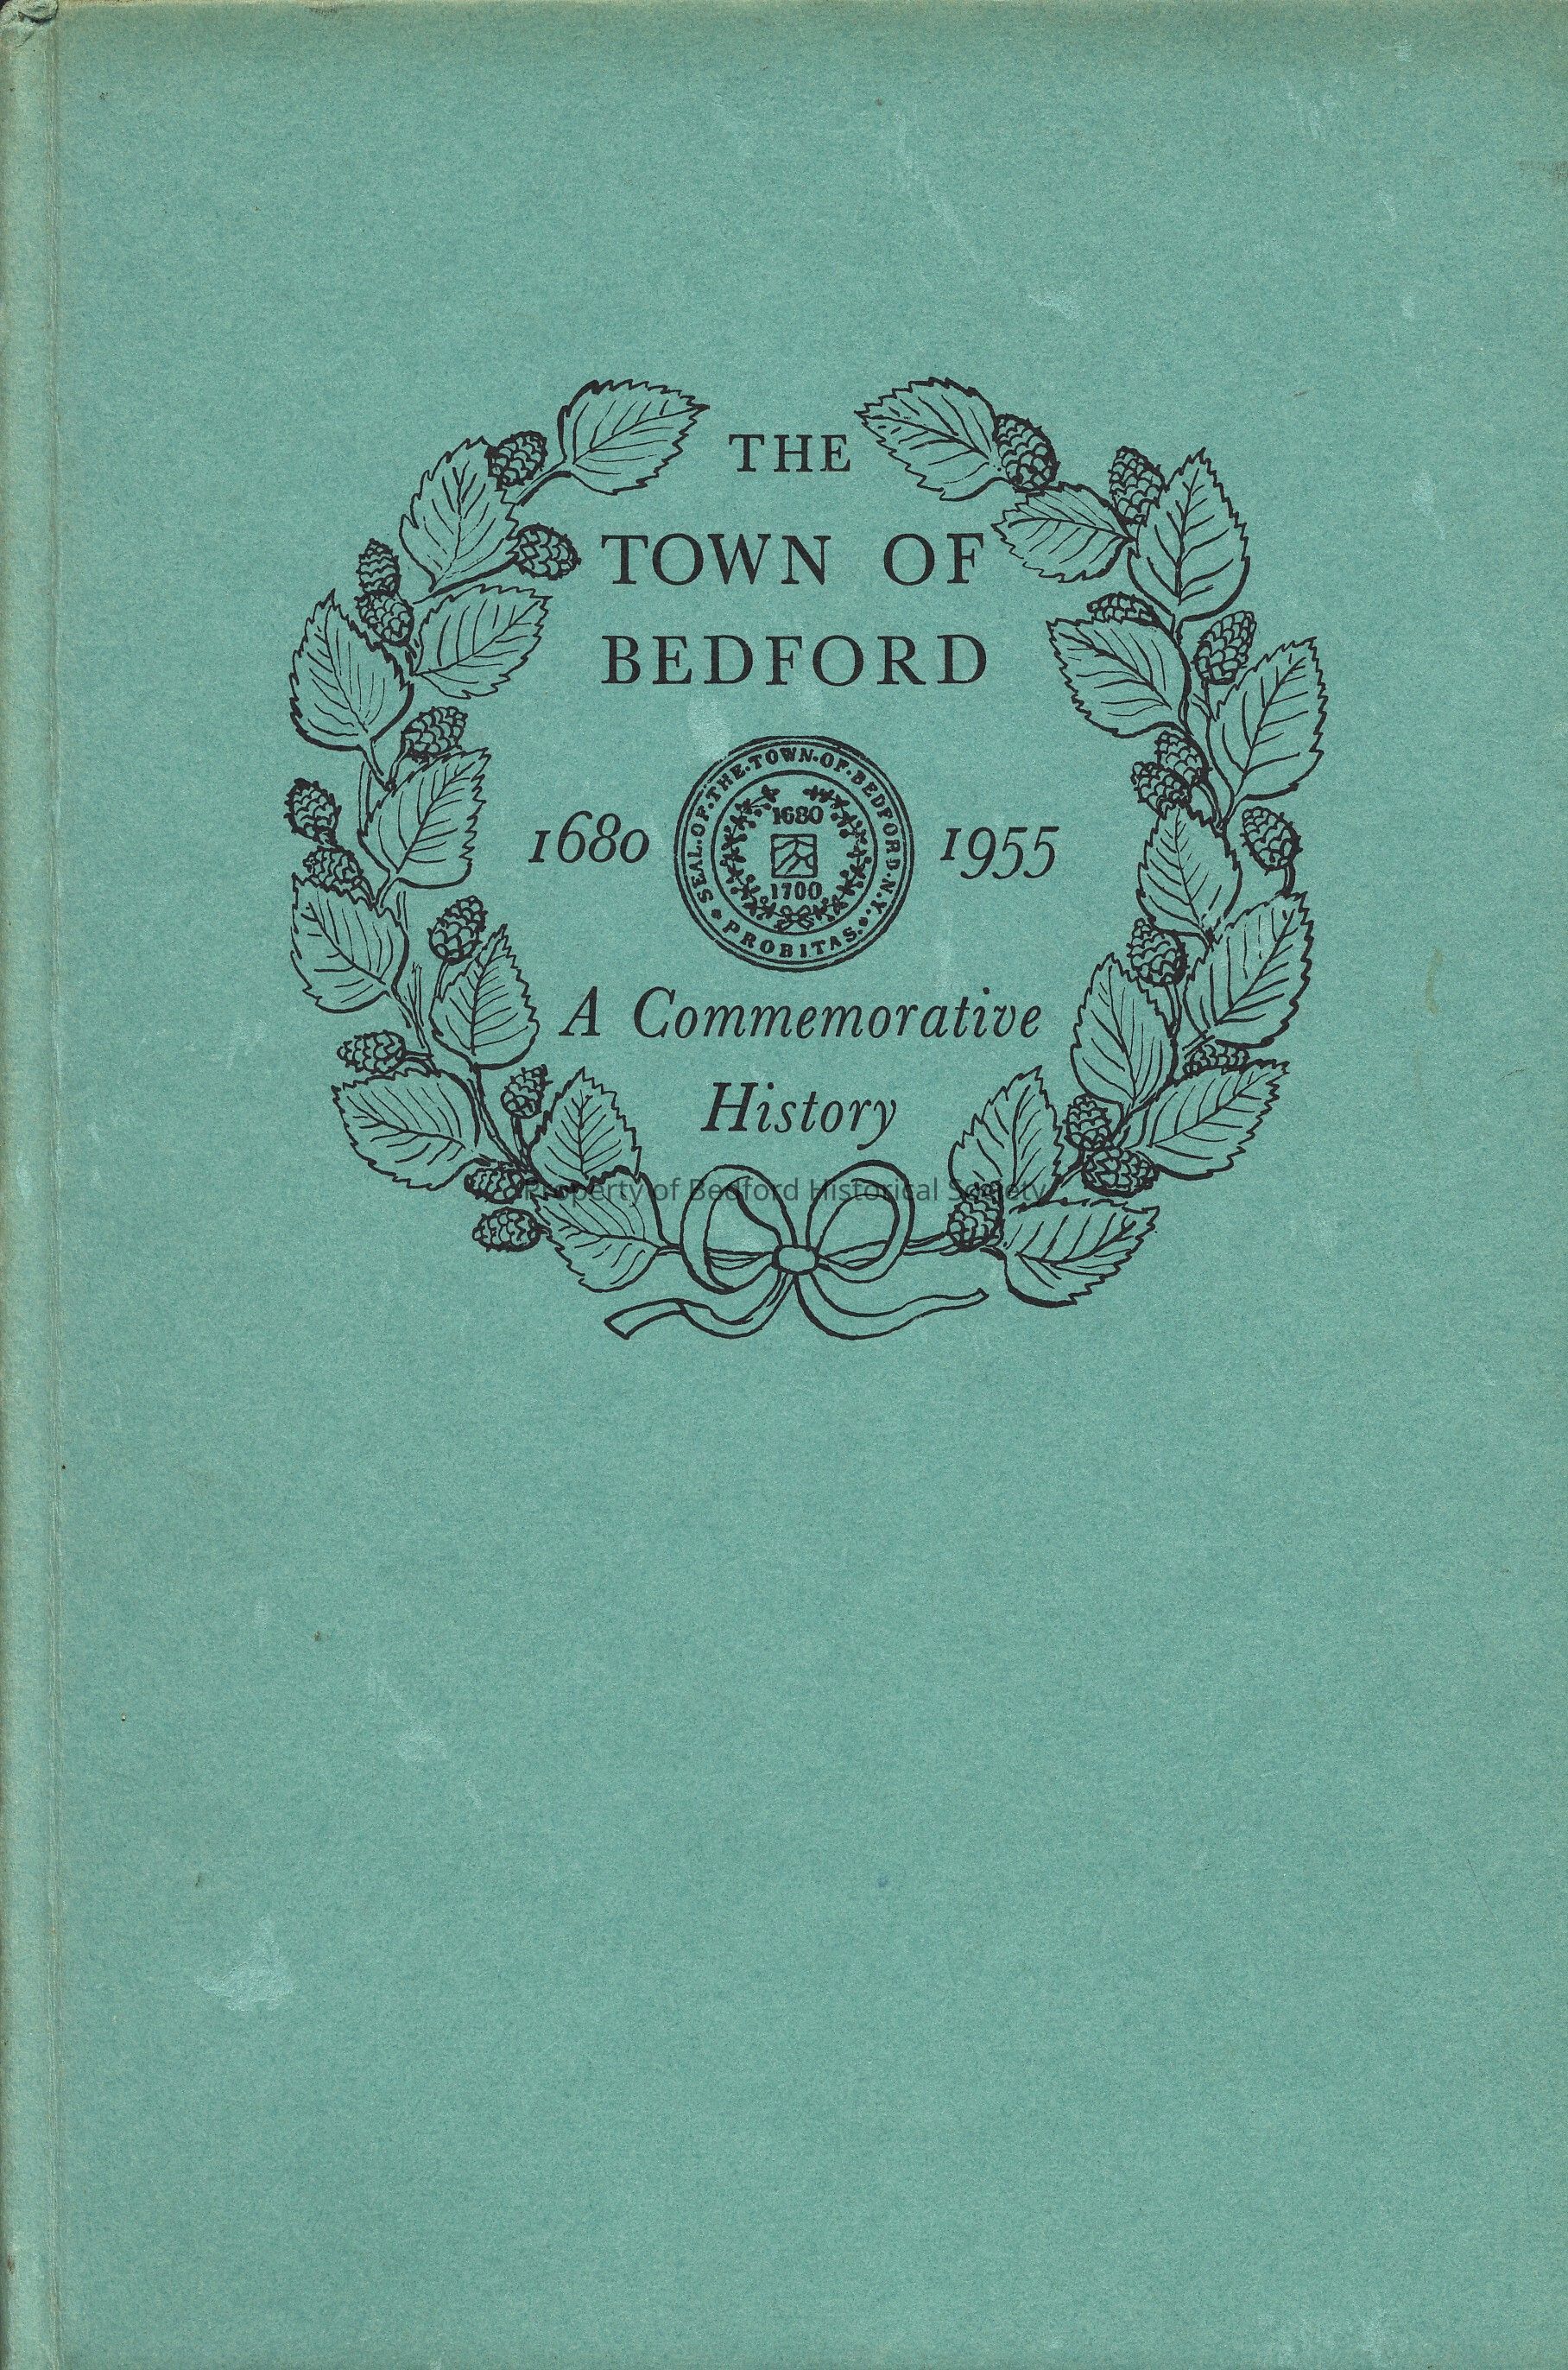 THE
TOWN OF
BEDFORD
1680 1955
SEAL·OF·THE·TOWN·OF·BEDFORD·N.Y.
1680
1700
PROBITAS.
A Commemorative
History
Property of Bedford Historical Society